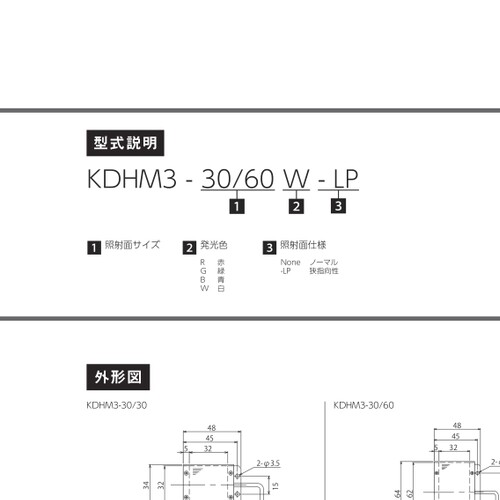 型式説明
KDHM3 - 30/60 W - LP
1 2 3
1 照射面サイズ 2 発光色 3 照射面仕様
R 赤 None ノーマル
G 緑 -LP 狭指向性
B 青
W 白
外形図
KDHM3-30/30 KDHM3-30/60
48 48
45 45
5 32 5 32
2-φ3.5
34 32 15 64 62